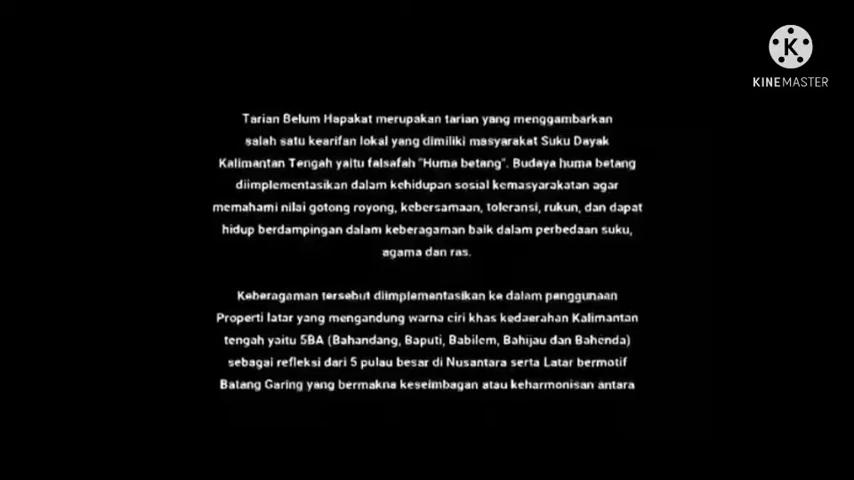 KINEMASTER
Tarian Belum Hapakat merupakan tarian yang menggambarkan
salah satu kearifan lokal yang dimiliki masyarakat Suku Dayak
Kalimantan Tengah yaitu falsafah "Huma betang". Budaya huma betang
diimplementasikan dalam kehidupan sosial kemasyarakatan agar
memahami nilai gotong royong, kebersamaan, toleransi, rukun, dan dapat
hidup berdampingan dalam keberagaman baik dalam perbedaan suku,
agama dan ras.
Keberagaman tersebut diimplementasikan ke dalam penggunaan
Properti latar yang mengandung warna ciri khas kedaerahan Kalimantan
tengah yaitu 5BA (Bahandang, Baputi, Babilem, Bahijau dan Bahenda)
sebagai refleksi dari 5 pulau besar di Nusantara serta Latar bermotif
Batang Garing yang bermakna keseimbagan atau keharmonisan antara